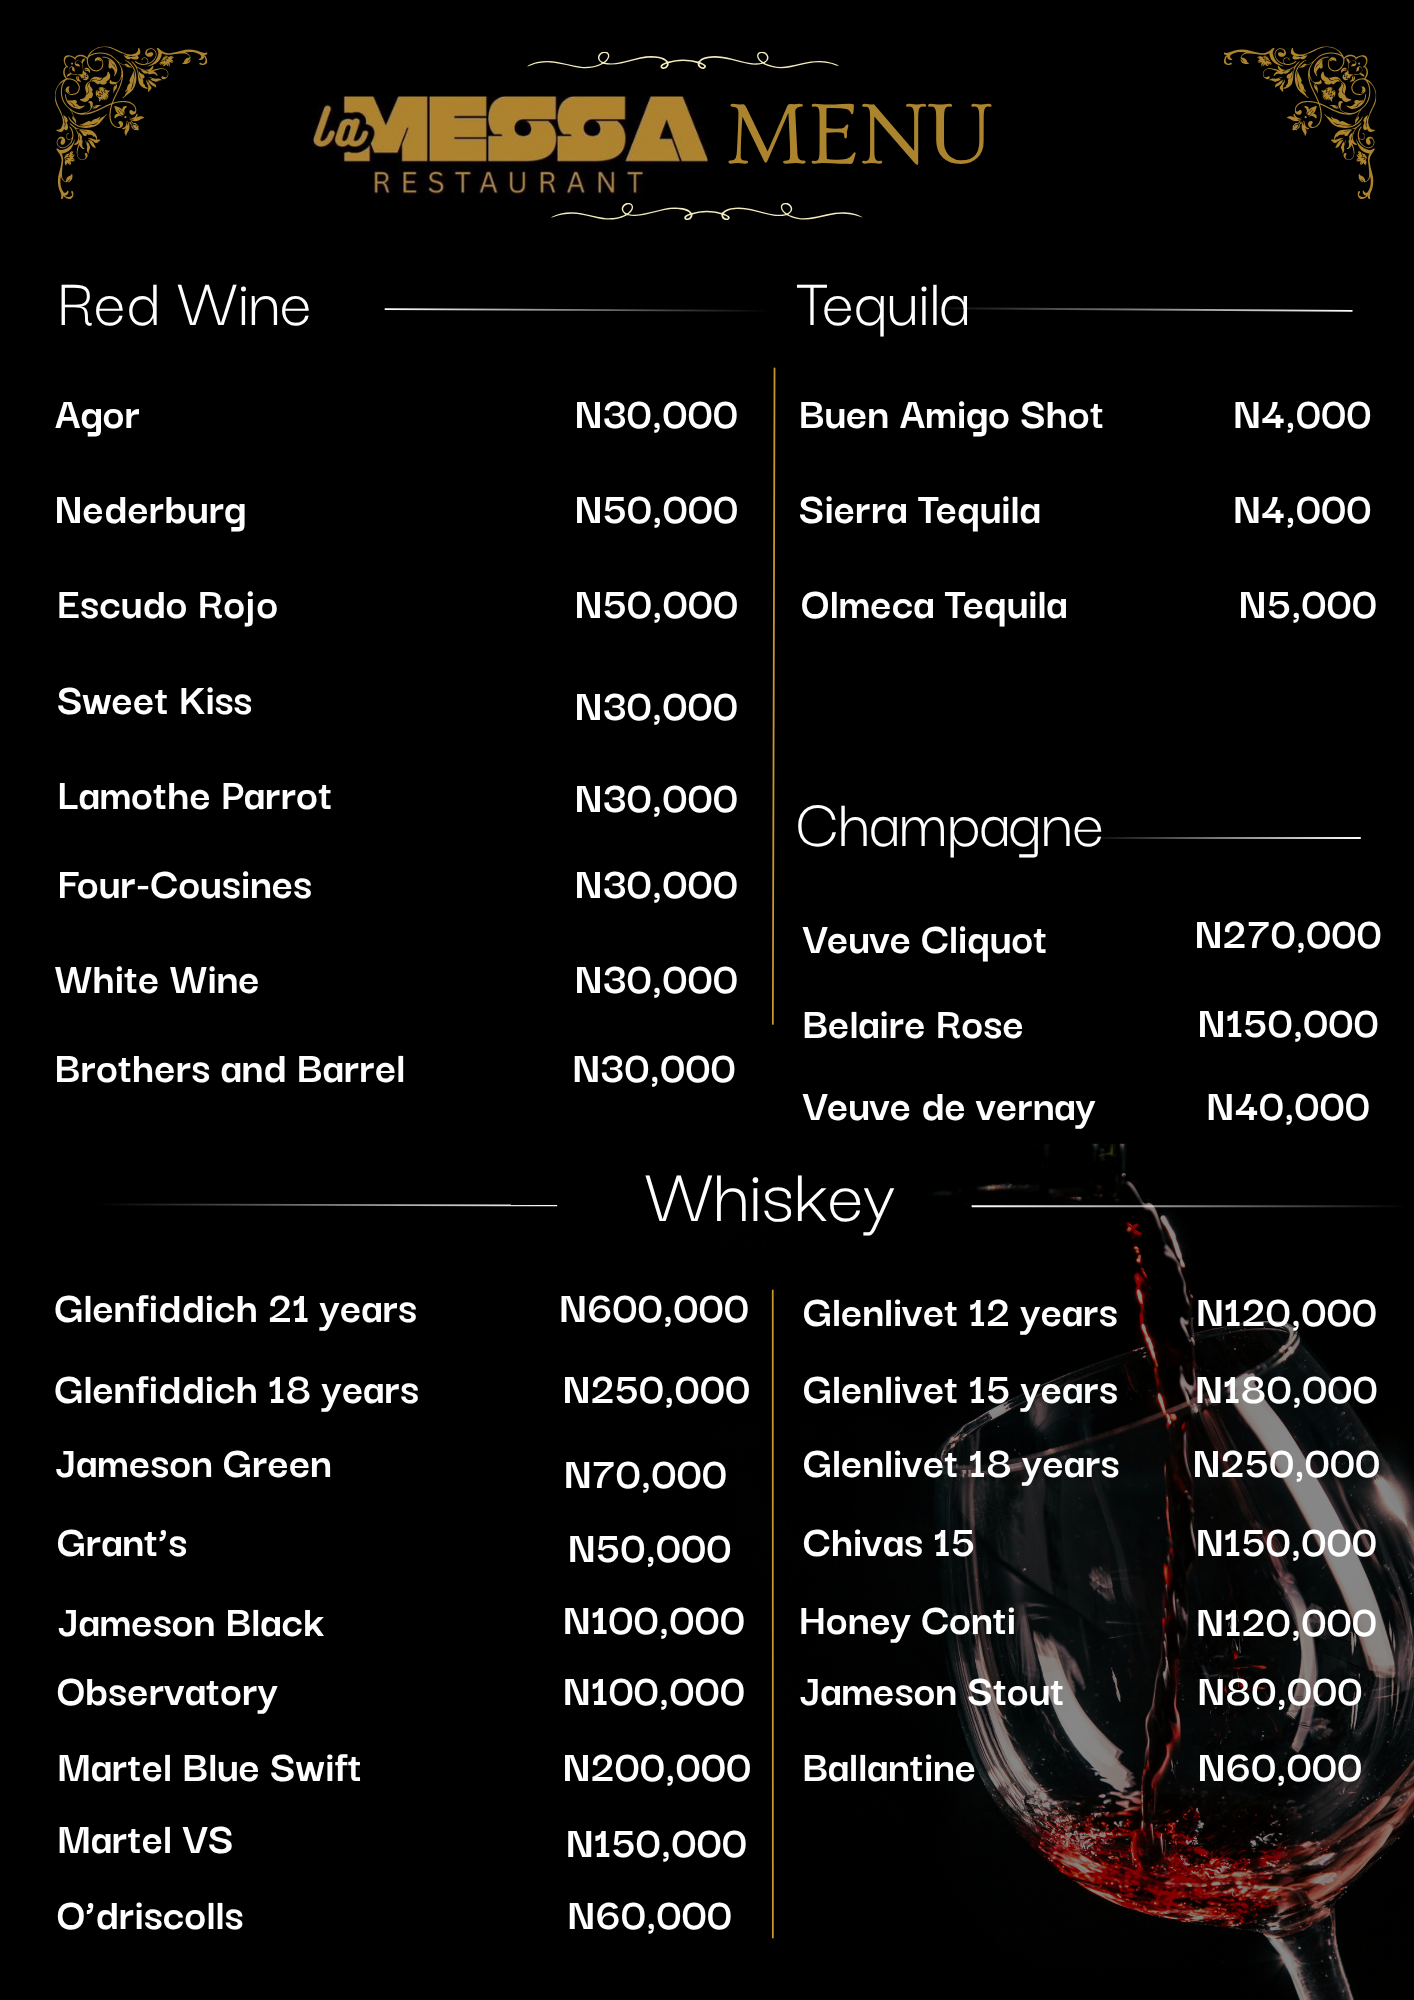 la MESSA MENU
RESTAURANT
Red Wine
Agor N30,000
Nederburg N50,000
Escudo Rojo N50,000
Sweet Kiss N30,000
Lamothe Parrot N30,000
Four-Cousines N30,000
White Wine N30,000
Brothers and Barrel N30,000
Tequila
Buen Amigo Shot N4,000
Sierra Tequila N4,000
Olmeca Tequila N5,000
Champagne
Veuve Cliquot N270,000
Belaire Rose N150,000
Veuve de vernay N40,000
Whiskey
Glenfiddich 21 years N600,000
Glenfiddich 18 years N250,000
Jameson Green N70,000
Grant's N50,000
Jameson Black N100,000
Observatory N100,000
Martel Blue Swift N200,000
Martel VS N150,000
O'driscolls N60,000
Glenlivet 12 years N120,000
Glenlivet 15 years N180,000
Glenlivet 18 years N250,000
Chivas 15 N150,000
Honey Conti N120,000
Jameson Stout N80,000
Ballantine N60,000